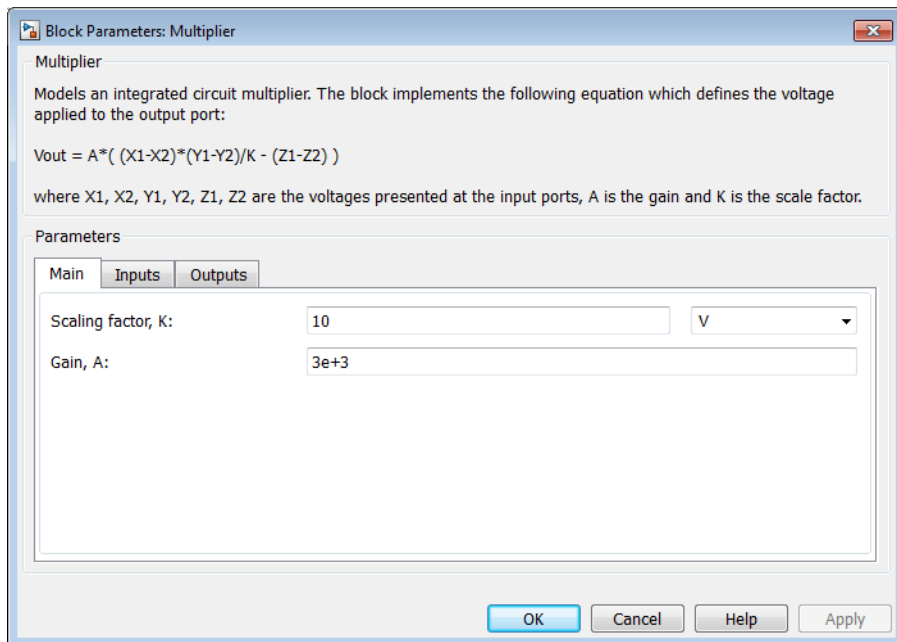 Block Parameters: Multiplier
Multiplier
Models an integrated circuit multiplier. The block implements the following equation which defines the voltage
applied to the output port:
Vout = A*( (X1-X2)*(Y1-Y2)/K - (Z1-Z2) )
where X1, X2, Y1, Y2, Z1, Z2 are the voltages presented at the input ports, A is the gain and K is the scale factor.
Parameters
Main Inputs Outputs
Scaling factor, K: 10 V
Gain, A: 3e+3
OK Cancel Help Apply